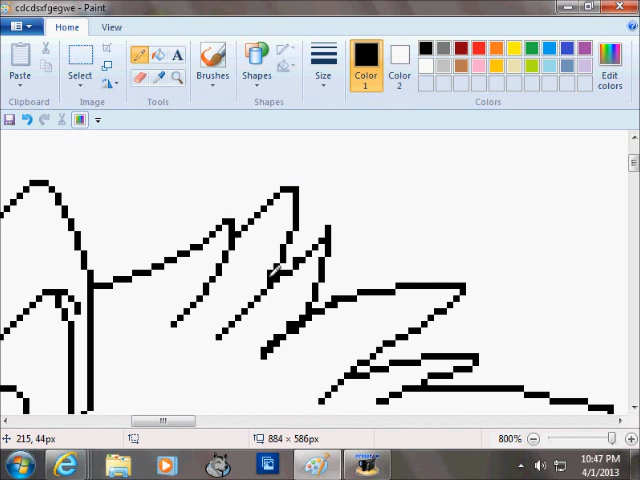 cdcdsxfgegwe - Paint
Home
View
Paste
Select
Brushes
Shapes
Size
Color 1
Color 2
Edit colors
Clipboard
Image
Tools
Shapes
Colors
A
215, 44px
884 × 586px
800%
10:47 PM
4/1/2013